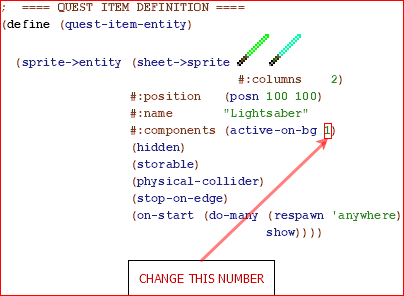 ;  ==== QUEST ITEM DEFINITION ====
(define (quest-item-entity)
(sprite->entity (sheet->sprite
#:columns    2)
#:position   (posn 100 100)
#:name       "Lightsaber"
#:components (active-on-bg 1)
(hidden)
(storable)
(physical-collider)
(stop-on-edge)
(on-start (do-many (respawn 'anywhere)
show))))
CHANGE THIS NUMBER